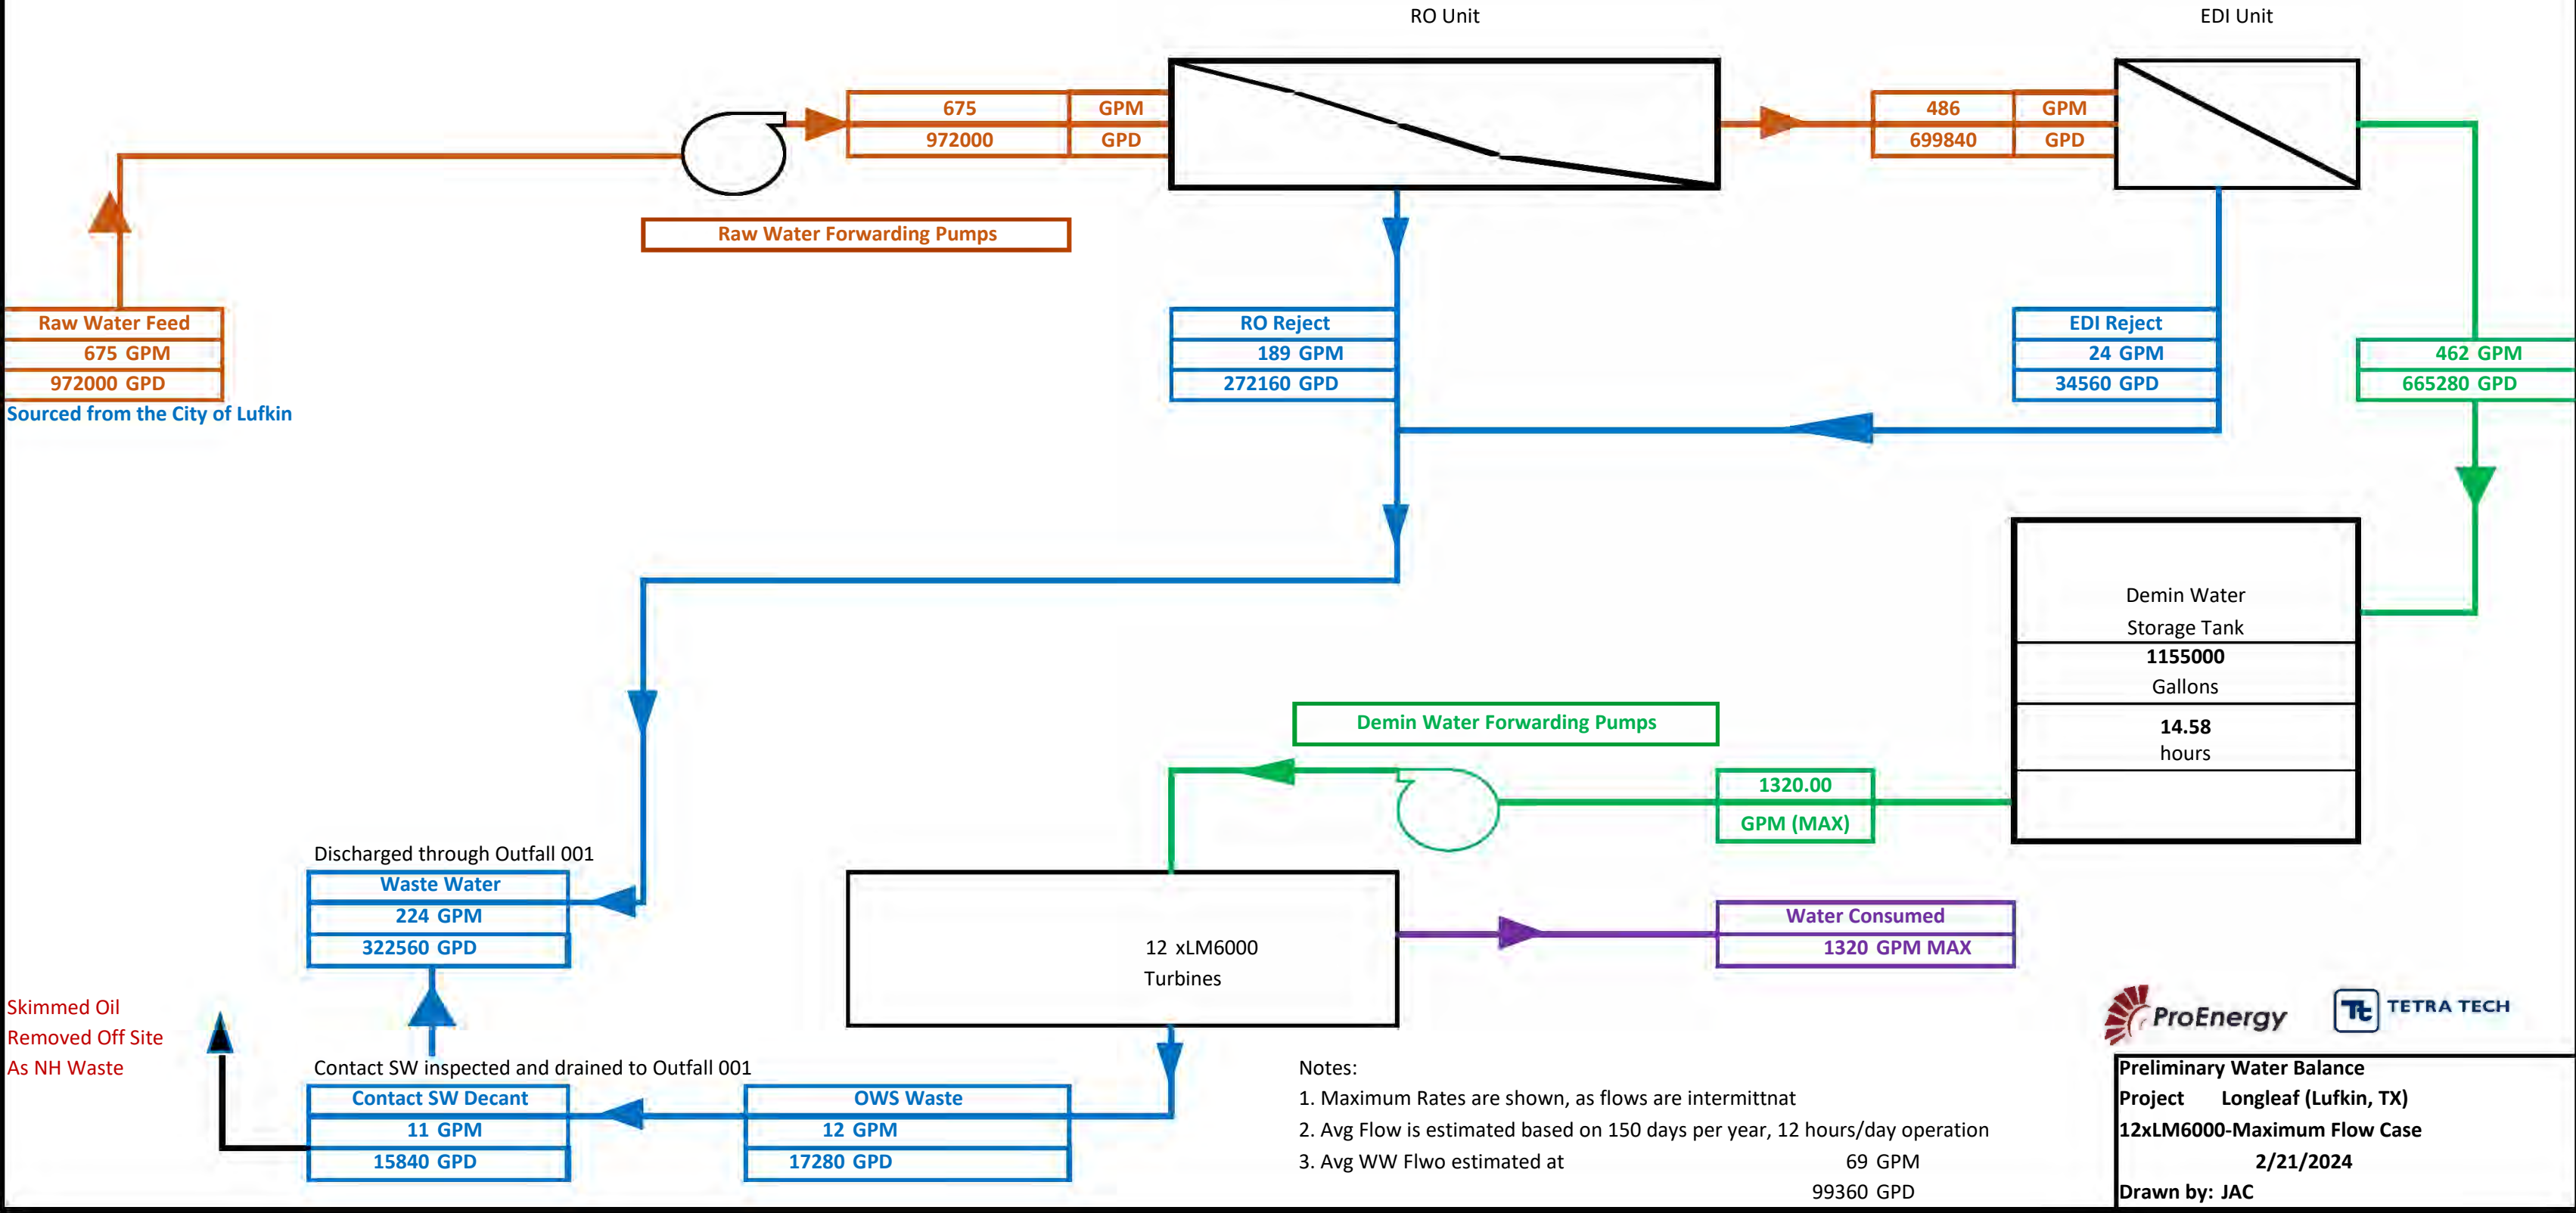 RO Unit
EDI Unit
675 GPM
972000 GPD
486 GPM
699840 GPD
Raw Water Forwarding Pumps
Raw Water Feed
675 GPM
972000 GPD
Sourced from the City of Lufkin
RO Reject
189 GPM
272160 GPD
EDI Reject
24 GPM
34560 GPD
462 GPM
665280 GPD
Demin Water
Storage Tank
1155000
Gallons
14.58
hours
Demin Water Forwarding Pumps
1320.00
GPM (MAX)
Discharged through Outfall 001
Waste Water
224 GPM
322560 GPD
12 xLM6000
Turbines
Water Consumed
1320 GPM MAX
Skimmed Oil
Removed Off Site
As NH Waste
Contact SW inspected and drained to Outfall 001
Contact SW Decant
11 GPM
15840 GPD
OWS Waste
12 GPM
17280 GPD
Notes:
1. Maximum Rates are shown, as flows are intermittnat
2. Avg Flow is estimated based on 150 days per year, 12 hours/day operation
3. Avg WW Flwo estimated at 69 GPM
99360 GPD
ProEnergy
Tt TETRA TECH
Preliminary Water Balance
Project Longleaf (Lufkin, TX)
12xLM6000-Maximum Flow Case
2/21/2024
Drawn by: JAC